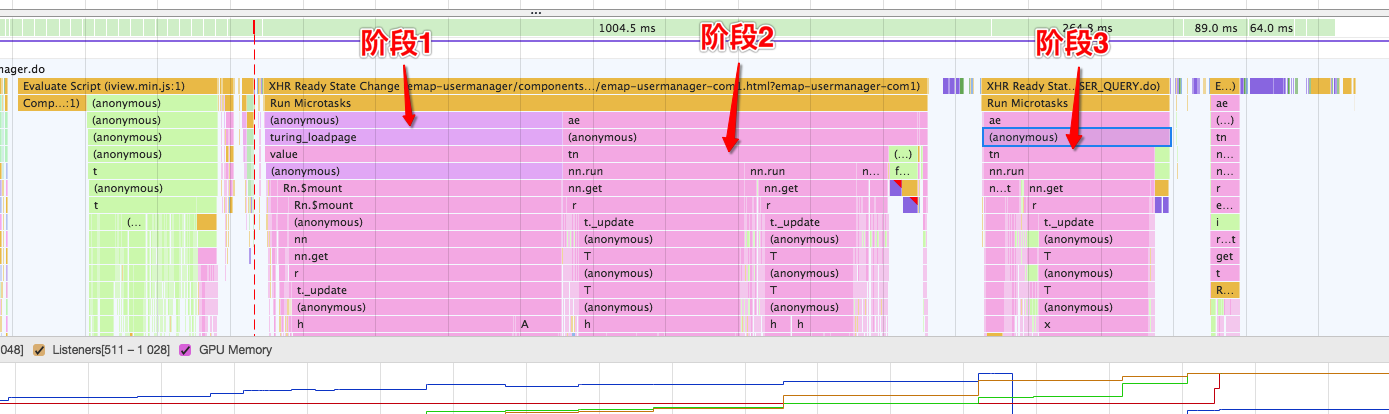 ...
1004.5 ms 264.8 ms 89.0 ms 64.0 ms
阶段1 阶段2 阶段3
nager.do
Evaluate Script (iview.min.js:1) XHR Ready State Change (emap-usermanager/components…/emap-usermanager-com1.html?emap-usermanager-com1) XHR Ready Stat…SER_QUERY.do) E…)
Comp…:1) (anonymous) Run Microtasks Run Microtasks ae
(anonymous) (anonymous) ae ae (...)
(anonymous) turing_loadpage (anonymous) (anonymous) tn
(anonymous) value tn (...) tn n…
t (anonymous) nn.run nn.run n… f… nn.run n…
(anonymous) Rn.$mount nn.get nn.get n…t nn.get r
t Rn.$mount r r r e…
(... (anonymous) t._update t._update t._update i
nn (anonymous) (anonymous) (anonymous) r…t
nn.get T T T get
r (anonymous) (anonymous) (anonymous) t
t._update T T T R…
(anonymous) (anonymous) (anonymous) (anonymous)
h A h h h x
048] Listeners[511 – 1 028] GPU Memory